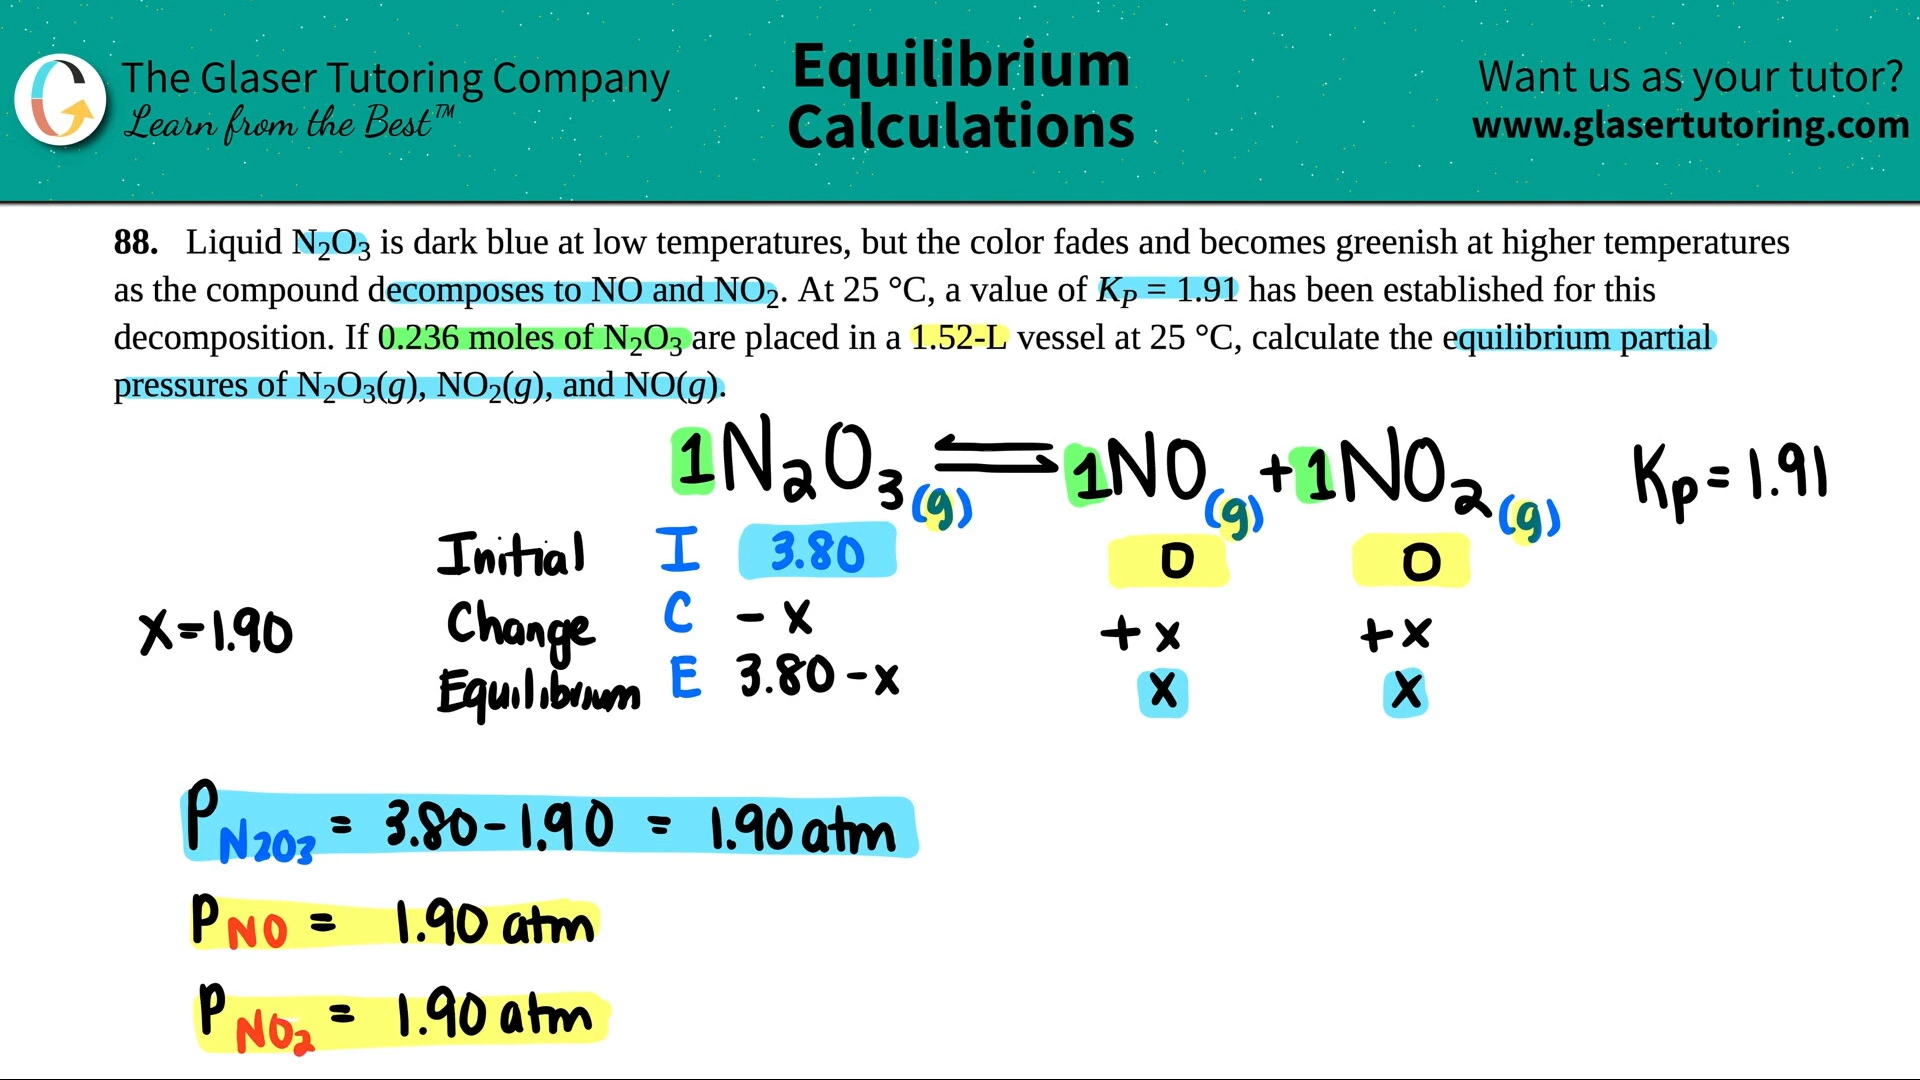 The Glaser Tutoring Company
Learn from the Best™
Equilibrium
Calculations
Want us as your tutor?
www.glasertutoring.com
88. Liquid N₂O₃ is dark blue at low temperatures, but the color fades and becomes greenish at higher temperatures
as the compound decomposes to NO and NO₂. At 25 °C, a value of K_P = 1.91 has been established for this
decomposition. If 0.236 moles of N₂O₃ are placed in a 1.52-L vessel at 25 °C, calculate the equilibrium partial
pressures of N₂O₃(g), NO₂(g), and NO(g).
1N₂O₃(g) ⇌ 1NO(g) + 1NO₂(g) Kp = 1.91
Initial I 3.80 0 0
Change C - x + x + x
x = 1.90
Equilibrium E 3.80 - x x x
P N2O3 = 3.80 - 1.90 = 1.90 atm
P NO = 1.90 atm
P NO₂ = 1.90 atm